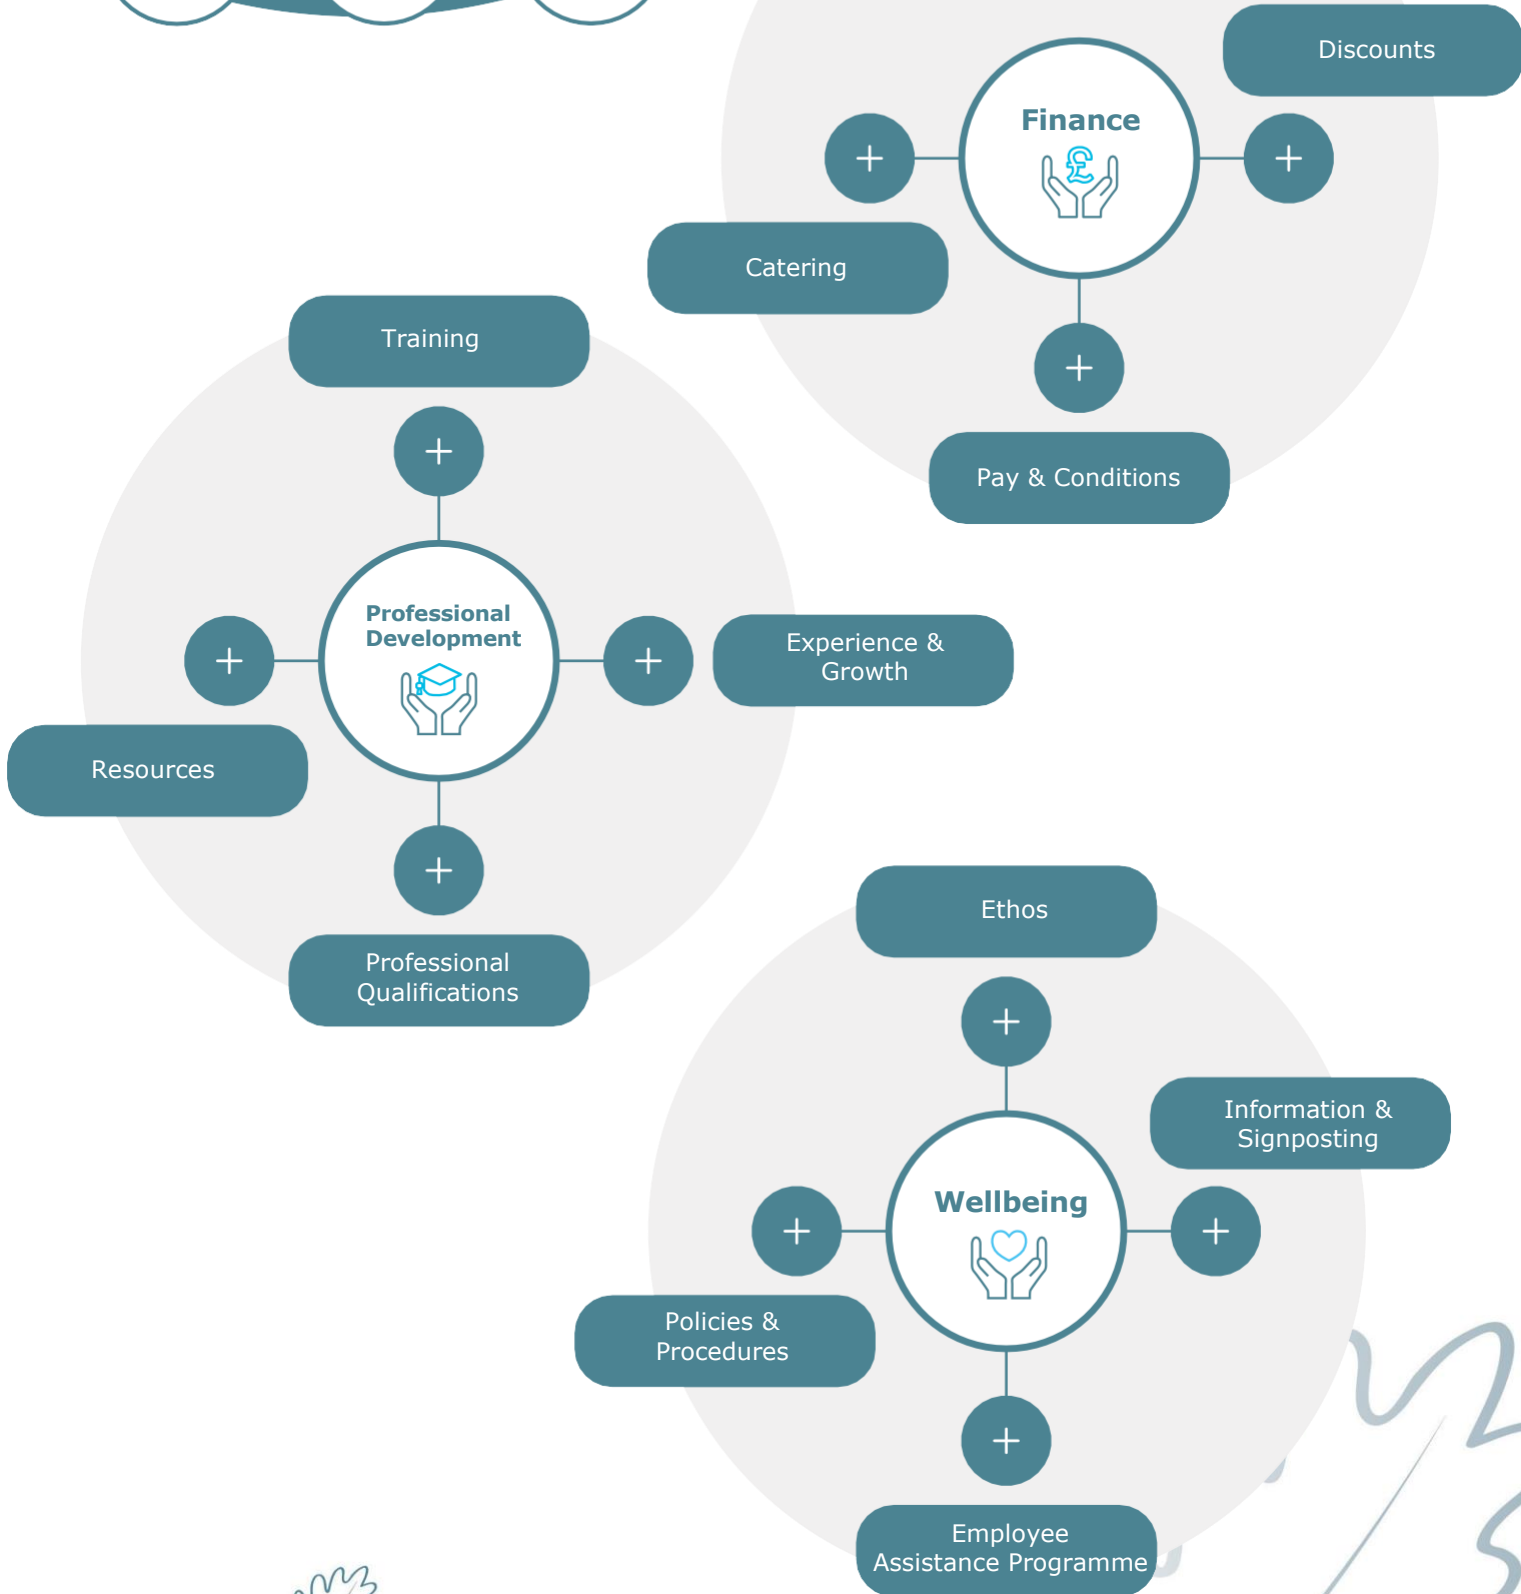 Discounts
Finance
£
Catering
Pay & Conditions
Training
Professional
Development
Experience &
Growth
Resources
Professional
Qualifications
Ethos
Information &
Signposting
Wellbeing
Policies &
Procedures
Employee
Assistance Programme